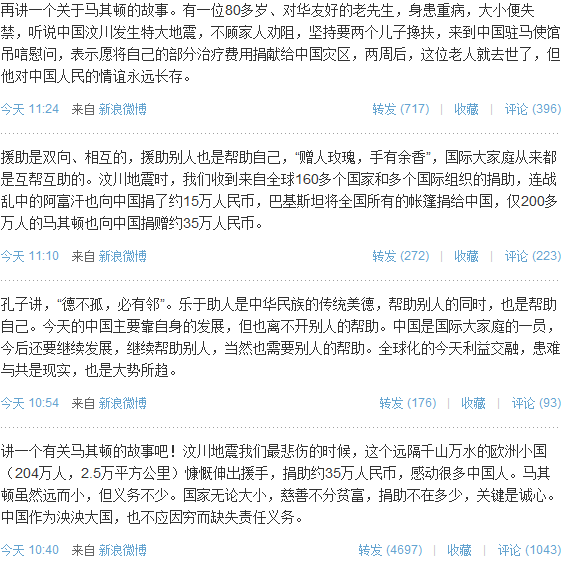 再讲一个关于马其顿的故事。有一位80多岁、对华友好的老先生，身患重病，大小便失
禁，听说中国汶川发生特大地震，不顾家人劝阻，坚持要两个儿子搀扶，来到中国驻马使馆
吊唁慰问，表示愿将自己的部分治疗费用捐献给中国灾区，两周后，这位老人就去世了，但
他对中国人民的情谊永远长存。
今天 11:24 来自 新浪微博 转发 (717) | 收藏 | 评论 (396)
援助是双向、相互的，援助别人也是帮助自己，“赠人玫瑰，手有余香”，国际大家庭从来都
是互帮互助的。汶川地震时，我们收到来自全球160多个国家和多个国际组织的捐助，连战
乱中的阿富汗也向中国捐了约15万人民币，巴基斯坦将全国所有的帐篷捐给中国，仅200多
万人的马其顿也向中国捐赠约35万人民币。
今天 11:10 来自 新浪微博 转发 (272) | 收藏 | 评论 (223)
孔子讲，“德不孤，必有邻”。乐于助人是中华民族的传统美德，帮助别人的同时，也是帮助
自己。今天的中国主要靠自身的发展，但也离不开别人的帮助。中国是国际大家庭的一员，
今后还要继续发展，继续帮助别人，当然也需要别人的帮助。全球化的今天利益交融，患难
与共是现实，也是大势所趋。
今天 10:54 来自 新浪微博 转发 (176) | 收藏 | 评论 (93)
讲一个有关马其顿的故事吧！汶川地震我们最悲伤的时候，这个远隔千山万水的欧洲小国
（204万人，2.5万平方公里）慷慨伸出援手，捐助约35万人民币，感动很多中国人。马其
顿虽然远而小，但义务不少。国家无论大小，慈善不分贫富，捐助不在多少，关键是诚心。
中国作为泱泱大国，也不应因穷而缺失责任义务。
今天 10:40 来自 新浪微博 转发 (4697) | 收藏 | 评论 (1043)